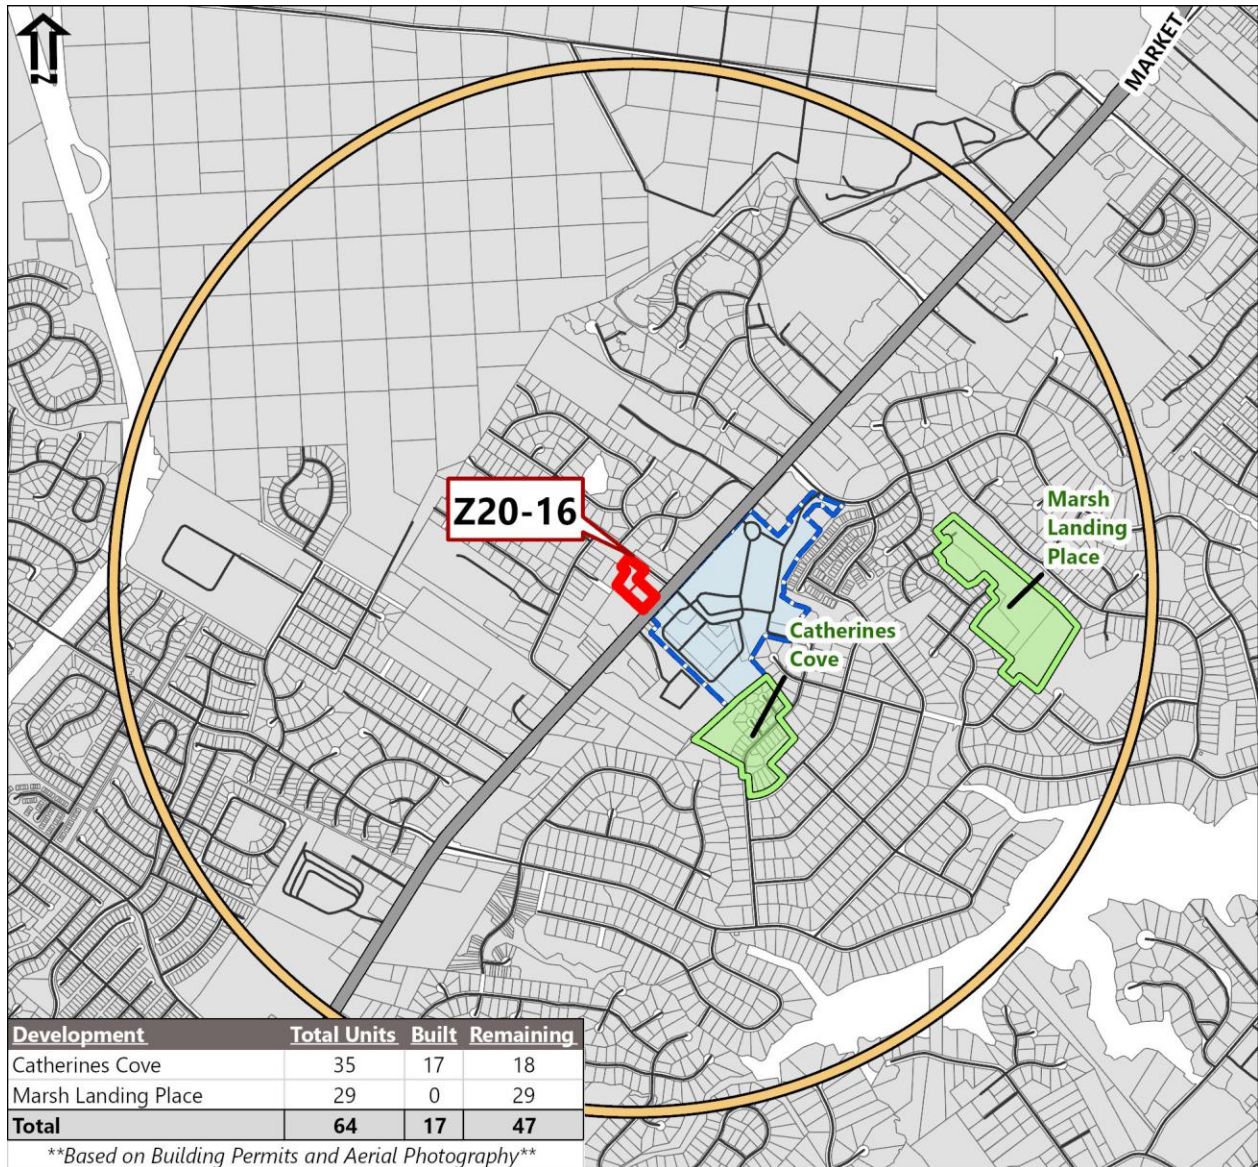 N
MARKET
Z20-16
Marsh
Landing
Place
Catherines
Cove
Development Total Units Built Remaining
Catherines Cove 35 17 18
Marsh Landing Place 29 0 29
Total 64 17 47
**Based on Building Permits and Aerial Photography**